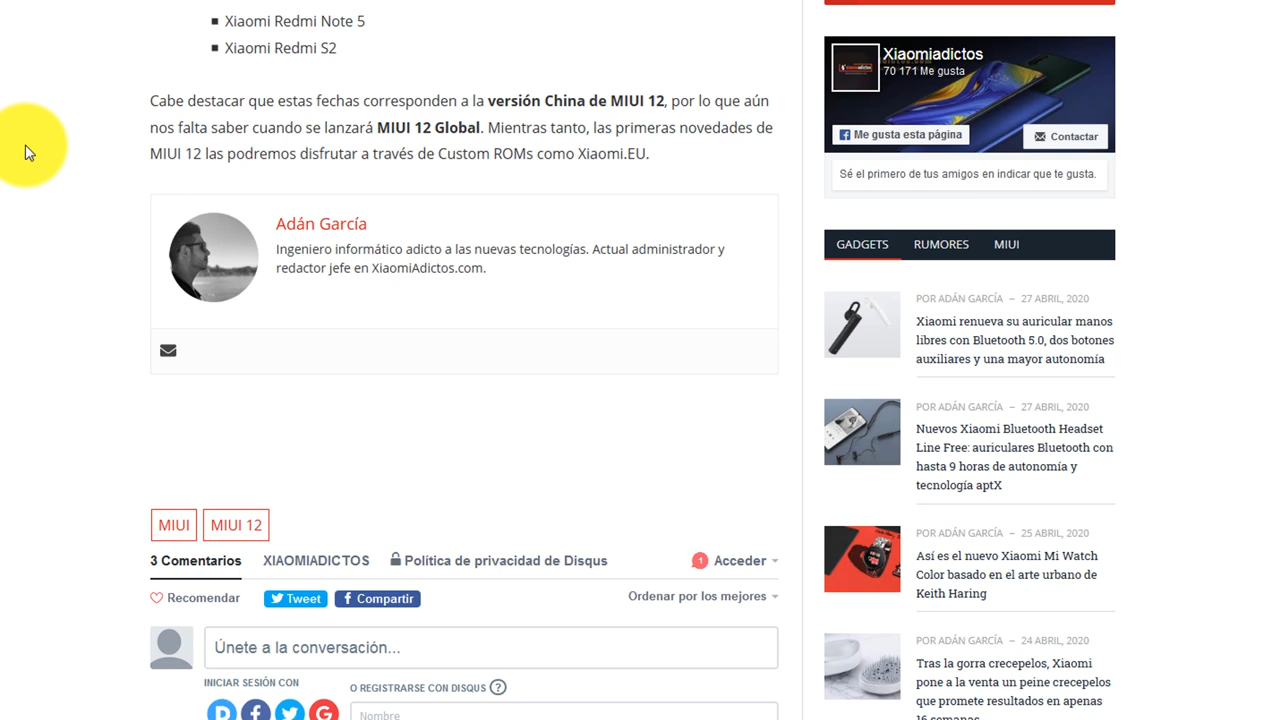 Xiaomi Redmi Note 5
Xiaomi Redmi S2
Cabe destacar que estas fechas corresponden a la versión China de MIUI 12, por lo que aún
nos falta saber cuando se lanzará MIUI 12 Global. Mientras tanto, las primeras novedades de
MIUI 12 las podremos disfrutar a través de Custom ROMs como Xiaomi.EU.
Adán García
Ingeniero informático adicto a las nuevas tecnologías. Actual administrador y
redactor jefe en XiaomiAdictos.com.
MIUI
MIUI 12
3 Comentarios
XIAOMIADICTOS
Política de privacidad de Disqus
1
Acceder
Recomendar
Tweet
Compartir
Ordenar por los mejores
Únete a la conversación...
INICIAR SESIÓN CON
O REGISTRARSE CON DISQUS ?
Nombre
Xiaomiadictos
70 171 Me gusta
Me gusta esta página
Contactar
Sé el primero de tus amigos en indicar que te gusta.
GADGETS
RUMORES
MIUI
POR ADÁN GARCÍA – 27 ABRIL, 2020
Xiaomi renueva su auricular manos
libres con Bluetooth 5.0, dos botones
auxiliares y una mayor autonomía
POR ADÁN GARCÍA – 27 ABRIL, 2020
Nuevos Xiaomi Bluetooth Headset
Line Free: auriculares Bluetooth con
hasta 9 horas de autonomía y
tecnología aptX
POR ADÁN GARCÍA – 25 ABRIL, 2020
Así es el nuevo Xiaomi Mi Watch
Color basado en el arte urbano de
Keith Haring
POR ADÁN GARCÍA – 24 ABRIL, 2020
Tras la gorra crecepelos, Xiaomi
pone a la venta un peine crecepelos
que promete resultados en apenas
16 semanas